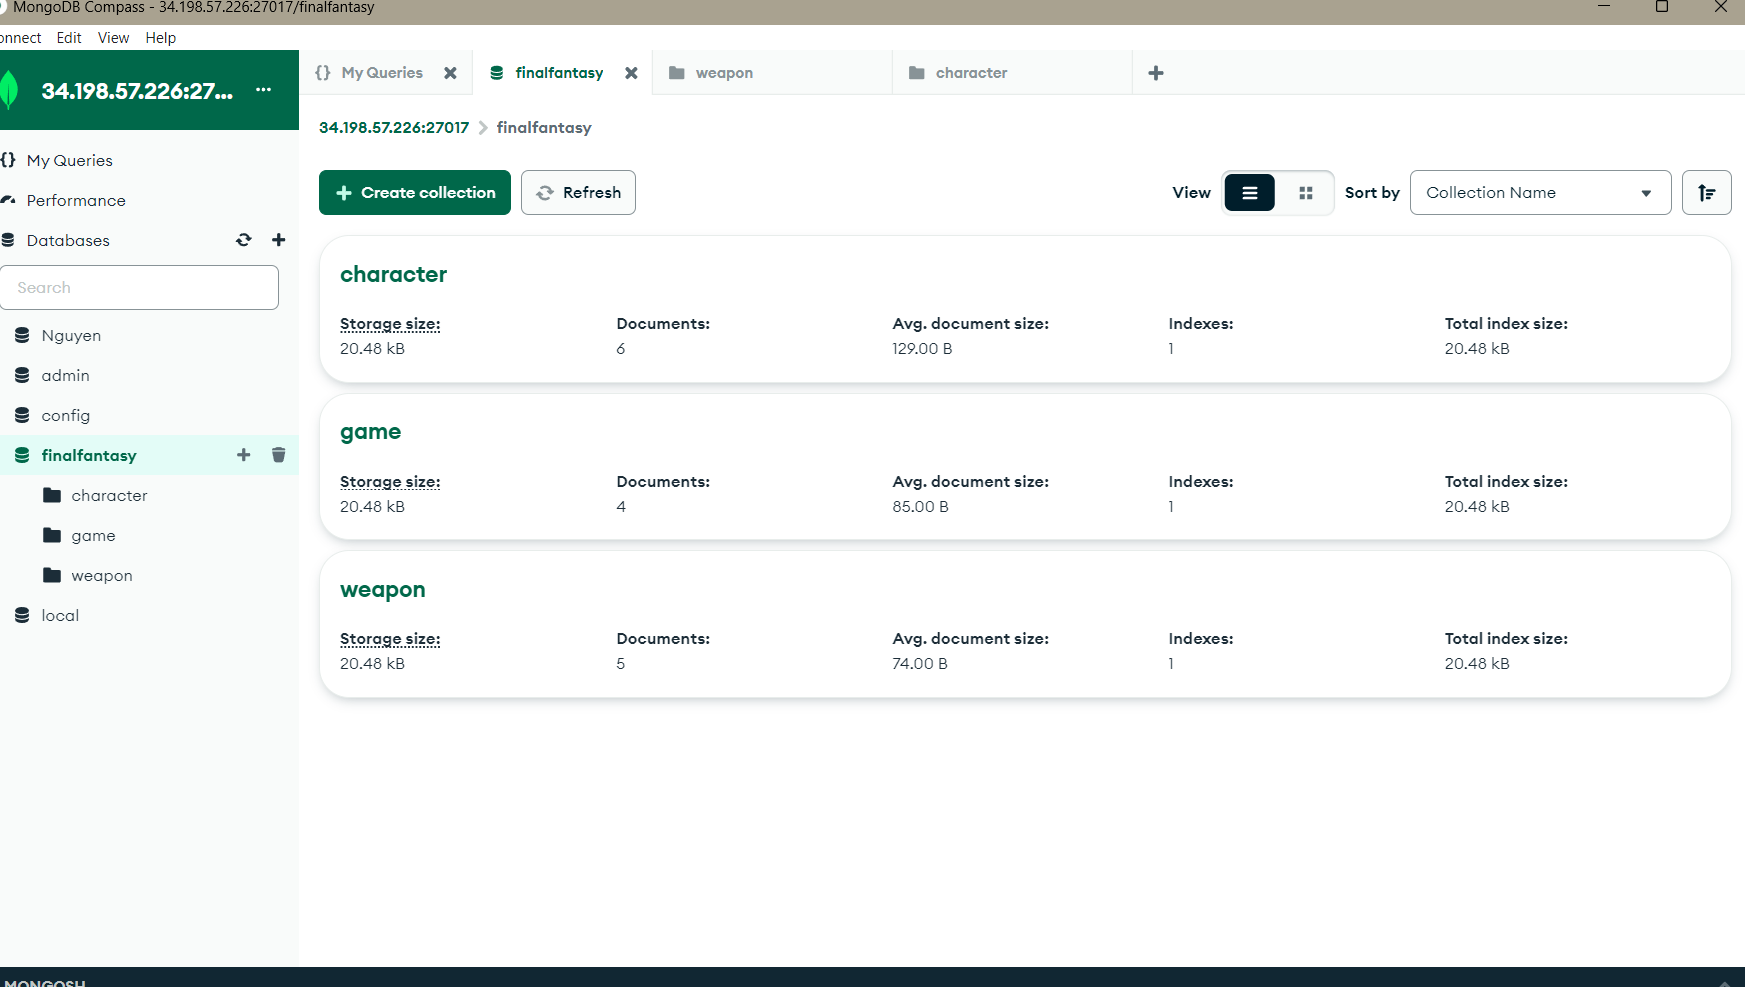 MongoDB Compass - 34.198.57.226:27017/finalfantasy
onnect Edit View Help
34.198.57.226:27...
My Queries
finalfantasy
weapon
character
34.198.57.226:27017 > finalfantasy
My Queries
Performance
Databases
Search
Nguyen
admin
config
finalfantasy
character
game
weapon
local
Create collection
Refresh
View
Sort by
Collection Name
character
Storage size: Documents: Avg. document size: Indexes: Total index size:
20.48 kB 6 129.00 B 1 20.48 kB
game
Storage size: Documents: Avg. document size: Indexes: Total index size:
20.48 kB 4 85.00 B 1 20.48 kB
weapon
Storage size: Documents: Avg. document size: Indexes: Total index size:
20.48 kB 5 74.00 B 1 20.48 kB
MONGOSH